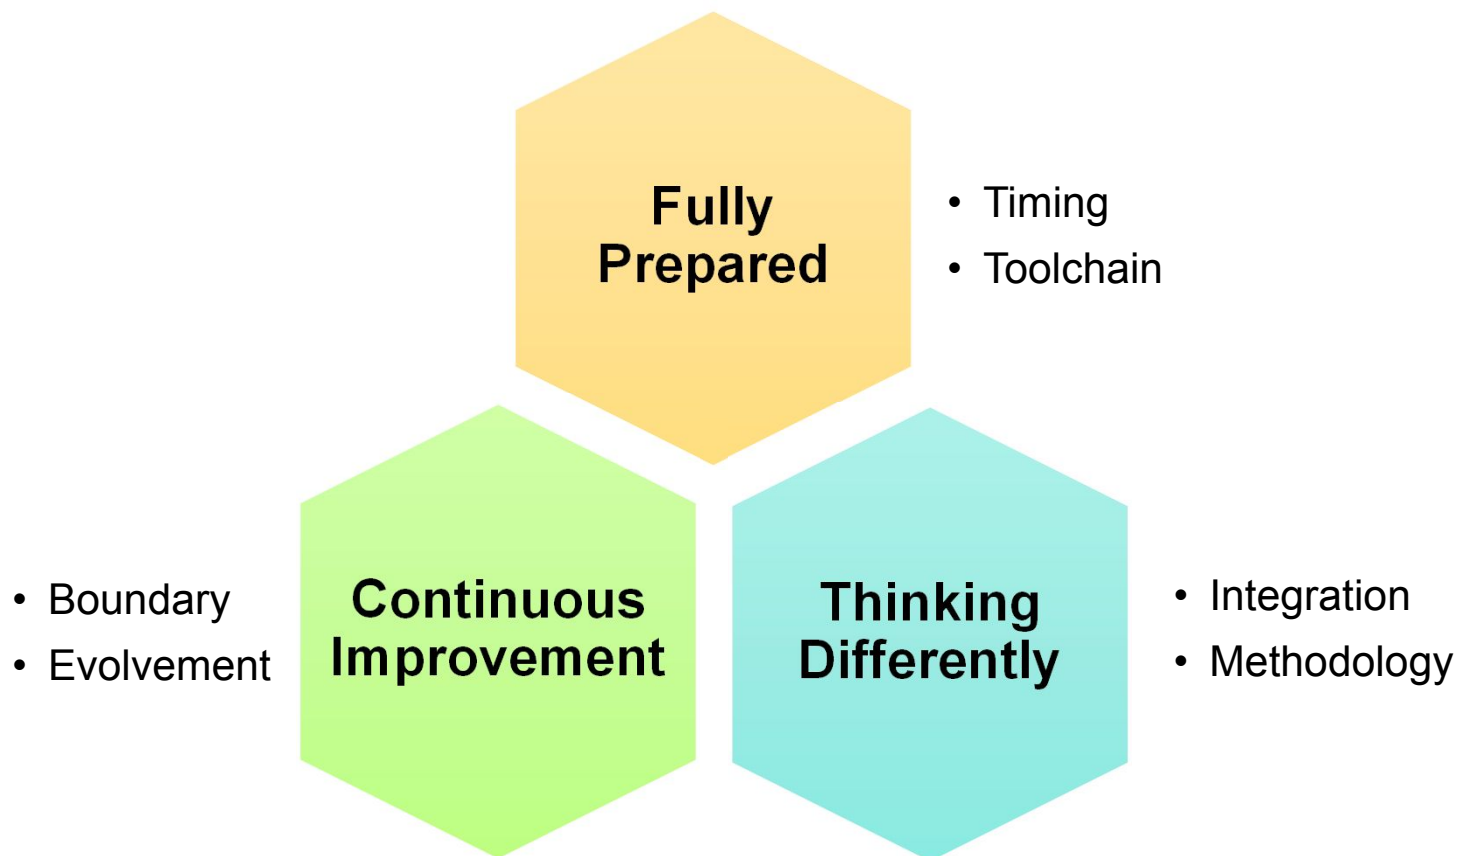 Fully
Prepared
• Timing
• Toolchain
Continuous
Improvement
• Boundary
• Evolvement
Thinking
Differently
• Integration
• Methodology